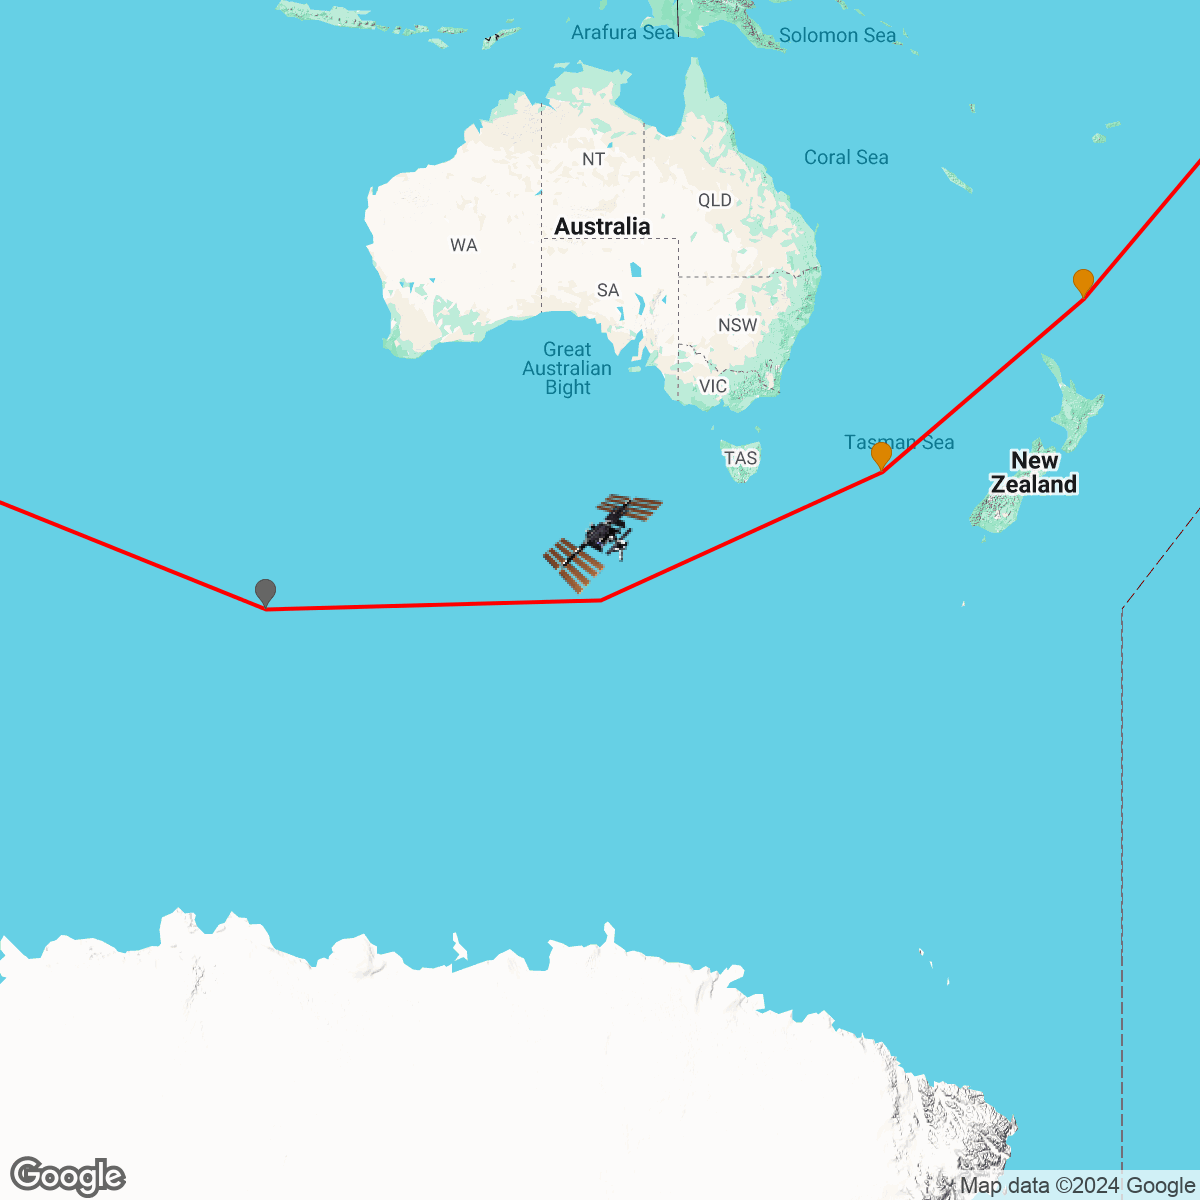 Arafura Sea
Solomon Sea
NT
Coral Sea
QLD
Australia
WA
SA
NSW
Great
Australian
Bight
VIC
Tasman Sea
TAS
New
Zealand
Google
Map data ©2024 Google